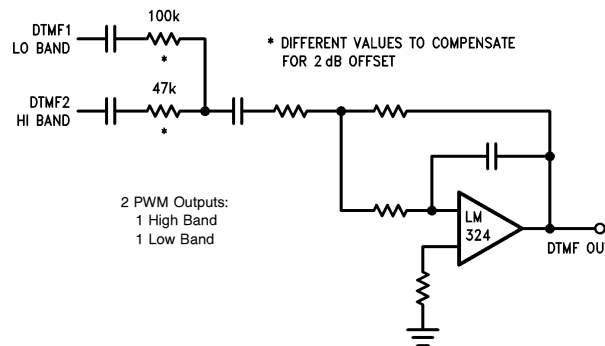 DTMF1
LO BAND
100k
*
* DIFFERENT VALUES TO COMPENSATE
FOR 2 dB OFFSET
DTMF2
HI BAND
47k
*
2 PWM Outputs:
1 High Band
1 Low Band
LM
324
DTMF OU